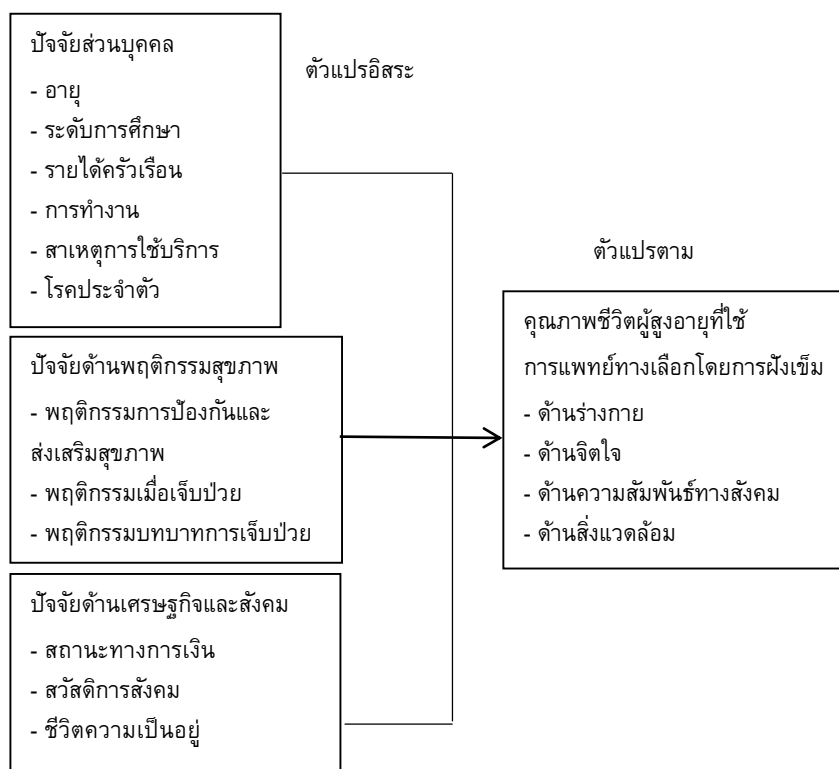 ปัจจัยส่วนบุคคล
- อายุ
- ระดับการศึกษา
- รายได้ครัวเรือน
- การทำงาน
- สาเหตุการใช้บริการ
- โรคประจำตัว
ตัวแปรอิสระ
ปัจจัยด้านพฤติกรรมสุขภาพ
- พฤติกรรมการป้องกันและ
ส่งเสริมสุขภาพ
- พฤติกรรมเมื่อเจ็บป่วย
- พฤติกรรมบทบาทการเจ็บป่วย
ปัจจัยด้านเศรษฐกิจและสังคม
- สถานะทางการเงิน
- สวัสดิการสังคม
- ชีวิตความเป็นอยู่
ตัวแปรตาม
คุณภาพชีวิตผู้สูงอายุที่ใช้
การแพทย์ทางเลือกโดยการฝังเข็ม
- ด้านร่างกาย
- ด้านจิตใจ
- ด้านความสัมพันธ์ทางสังคม
- ด้านสิ่งแวดล้อม